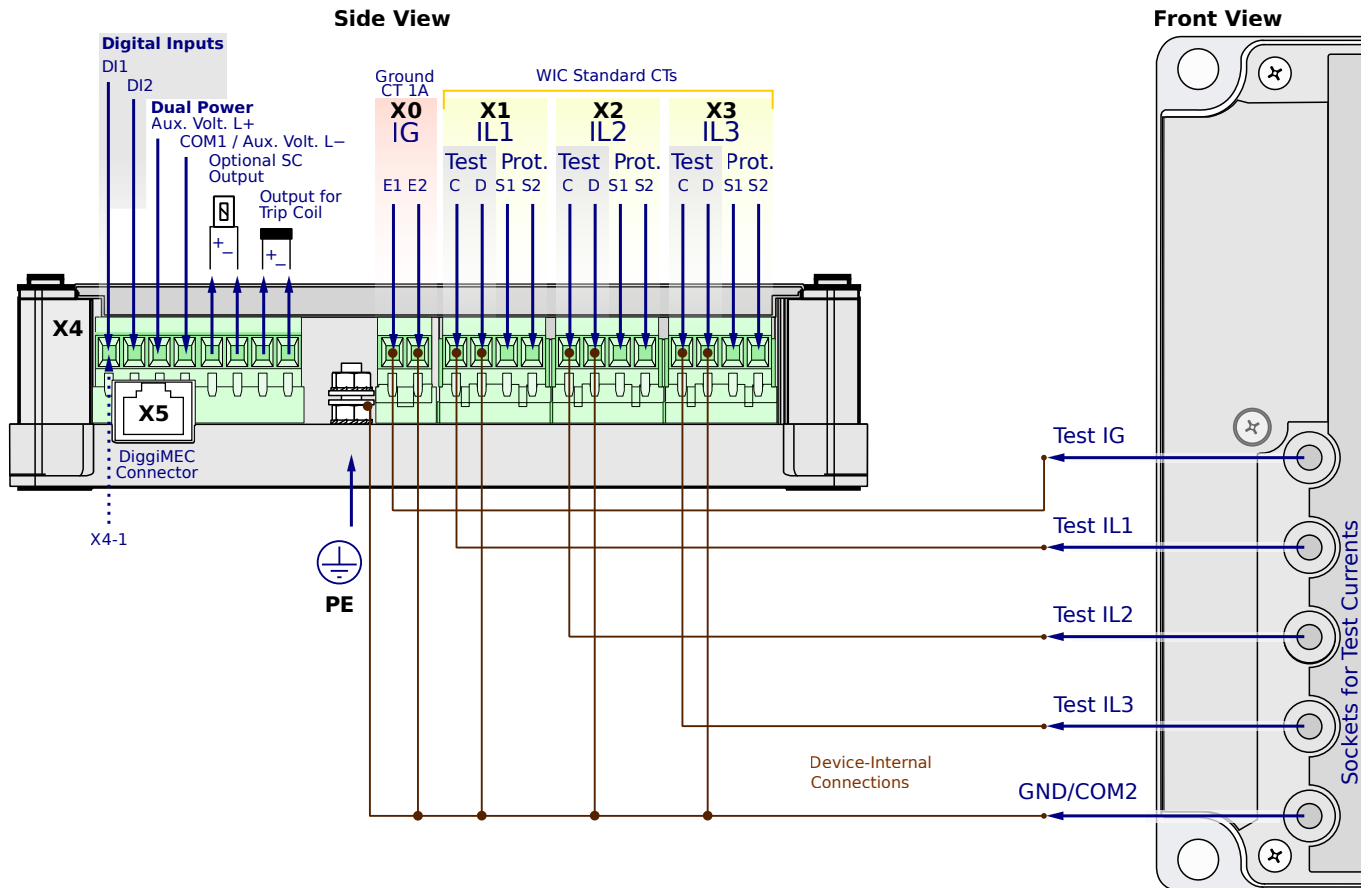 Side View
Front View
Digital Inputs
DI1
DI2
Dual Power
Aux. Volt. L+
COM1 / Aux. Volt. L−
Optional SC
Output
Output for
Trip Coil
+
−
+
−
Ground
CT 1A
X0
IG
E1 E2
WIC Standard CTs
X1
IL1
Test Prot.
C D S1 S2
X2
IL2
Test Prot.
C D S1 S2
X3
IL3
Test Prot.
C D S1 S2
X4
X5
DiggiMEC
Connector
X4-1
PE
Test IG
Test IL1
Test IL2
Test IL3
GND/COM2
Device-Internal
Connections
Sockets for Test Currents